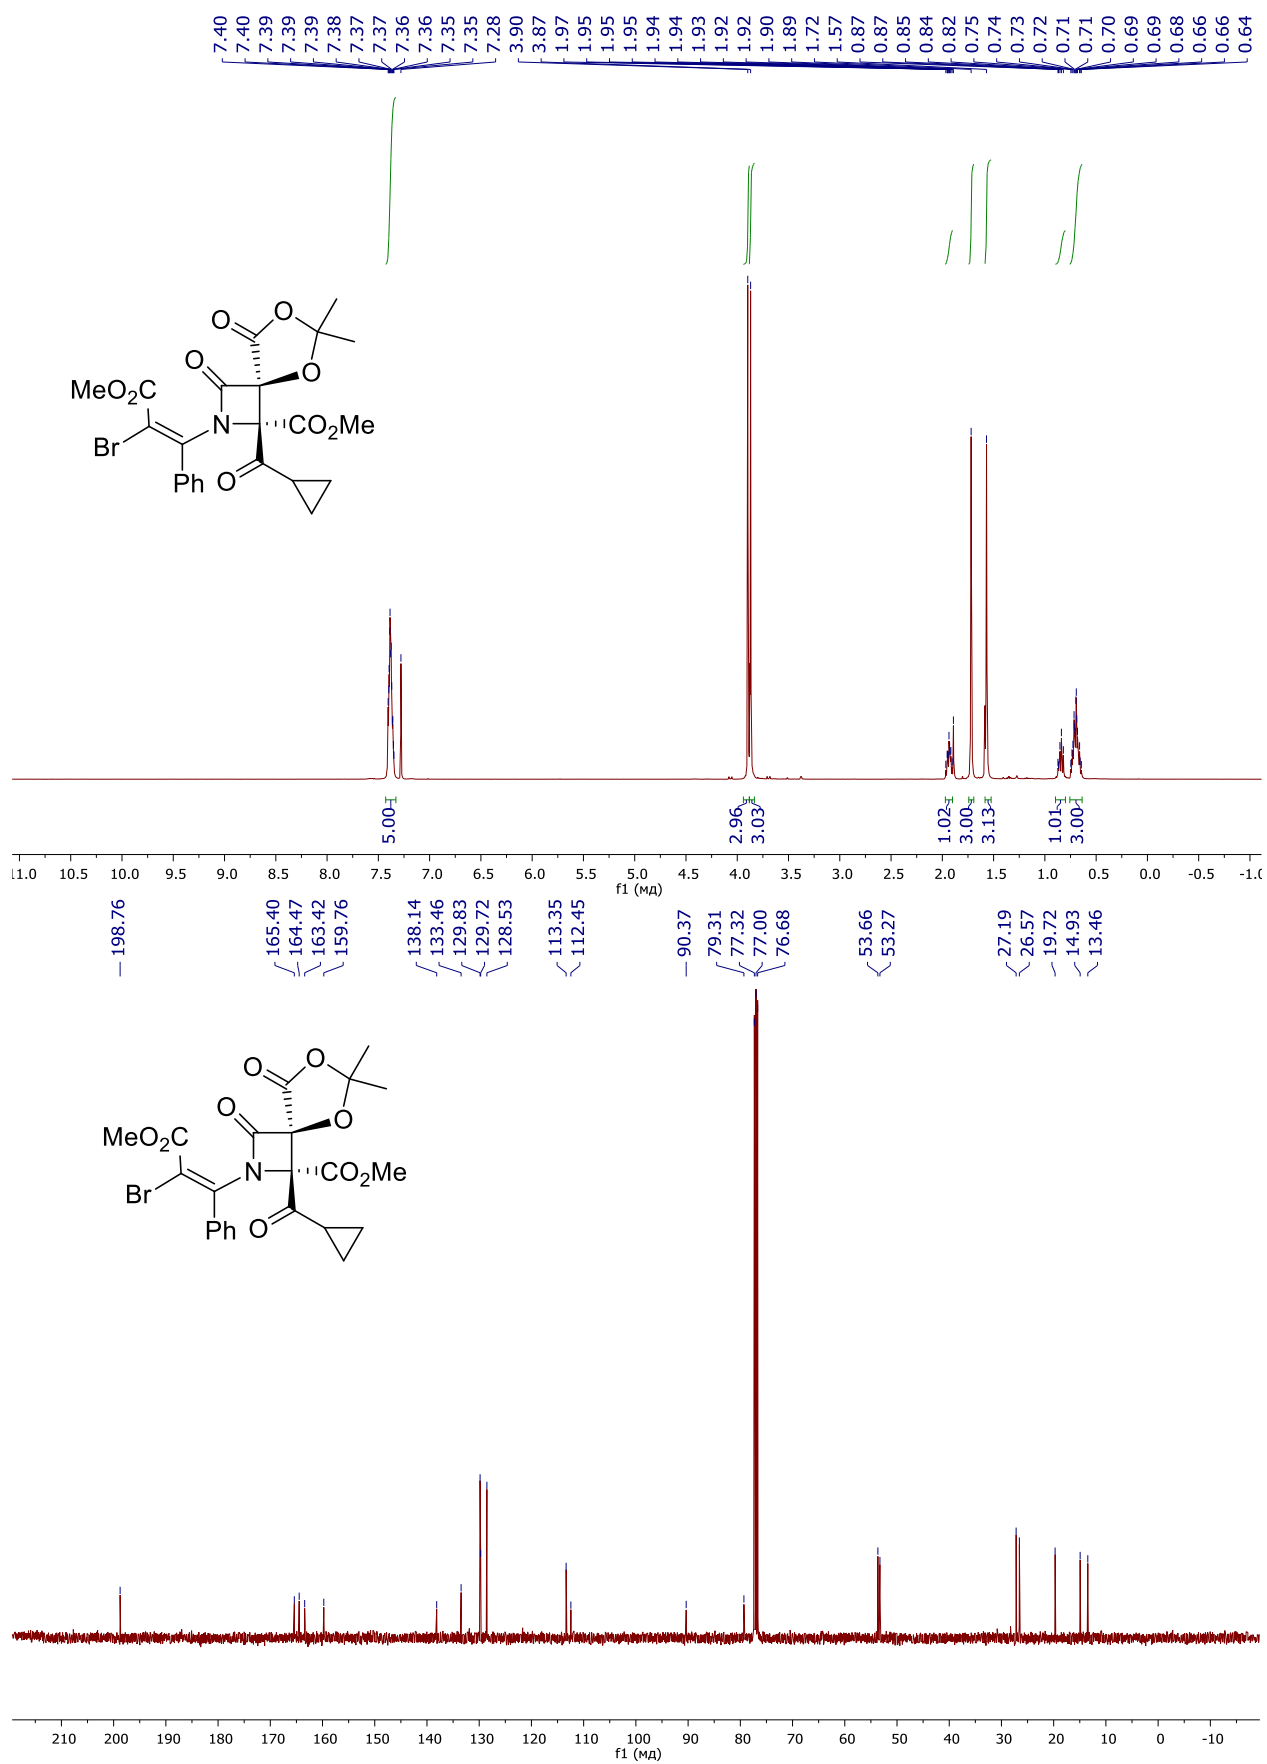 7.40 7.40 7.39 7.39 7.39 7.38 7.37 7.37 7.36 7.36 7.35 7.35 7.28 3.90 3.87 1.97 1.95 1.95 1.95 1.94 1.94 1.93 1.92 1.92 1.90 1.89 1.72 1.57 0.87 0.87 0.85 0.84 0.82 0.75 0.74 0.73 0.72 0.71 0.71 0.70 0.69 0.69 0.68 0.66 0.66 0.64
O
O
O
O
MeO₂C
N
CO₂Me
Br
Ph
O
5.00 2.96 3.03 1.02 3.00 3.13 1.01 3.00
11.0 10.5 10.0 9.5 9.0 8.5 8.0 7.5 7.0 6.5 6.0 5.5 5.0 4.5 4.0 3.5 3.0 2.5 2.0 1.5 1.0 0.5 0.0 -0.5 -1.0
f1 (мд)
198.76 165.40 164.47 163.42 159.76 138.14 133.46 129.83 129.72 128.53 113.35 112.45 90.37 79.31 77.32 77.00 76.68 53.66 53.27 27.19 26.57 19.72 14.93 13.46
O
O
O
O
MeO₂C
N
CO₂Me
Br
Ph
O
210 200 190 180 170 160 150 140 130 120 110 100 90 80 70 60 50 40 30 20 10 0 -10
f1 (мд)